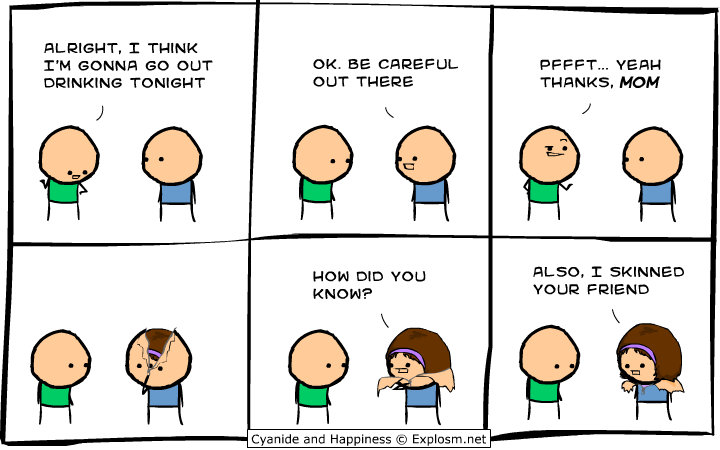 ALRIGHT, I THINK
I'M GONNA GO OUT
DRINKING TONIGHT
OK. BE CAREFUL
OUT THERE
PFFFT... YEAH
THANKS, MOM
HOW DID YOU
KNOW?
ALSO, I SKINNED
YOUR FRIEND
Cyanide and Happiness © Explosm.net